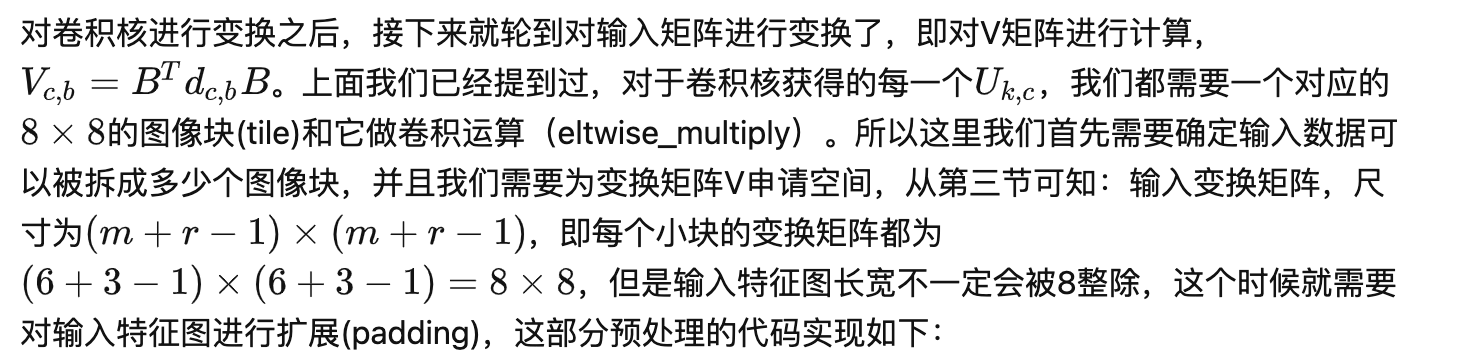 对卷积核进行变换之后，接下来就轮到对输入矩阵进行变换了，即对V矩阵进行计算，
$V_{c,b} = B^T d_{c,b} B$。上面我们已经提到过，对于卷积核获得的每一个$U_{k,c}$，我们都需要一个对应的
$8 \times 8$的图像块(tile)和它做卷积运算（eltwise_multiply）。所以这里我们首先需要确定输入数据可
以被拆成多少个图像块，并且我们需要为变换矩阵V申请空间，从第三节可知：输入变换矩阵，尺
寸为$(m + r - 1) \times (m + r - 1)$，即每个小块的变换矩阵都为
$(6 + 3 - 1) \times (6 + 3 - 1) = 8 \times 8$，但是输入特征图长宽不一定会被8整除，这个时候就需要
对输入特征图进行扩展(padding)，这部分预处理的代码实现如下：